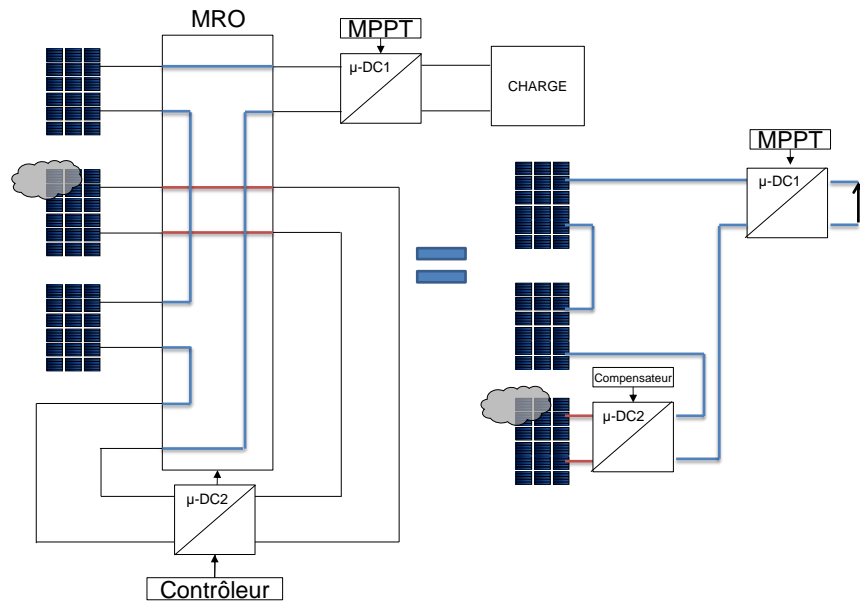 MRO
MPPT
µ-DC1
CHARGE
µ-DC2
Contrôleur
MPPT
µ-DC1
Compensateur
µ-DC2